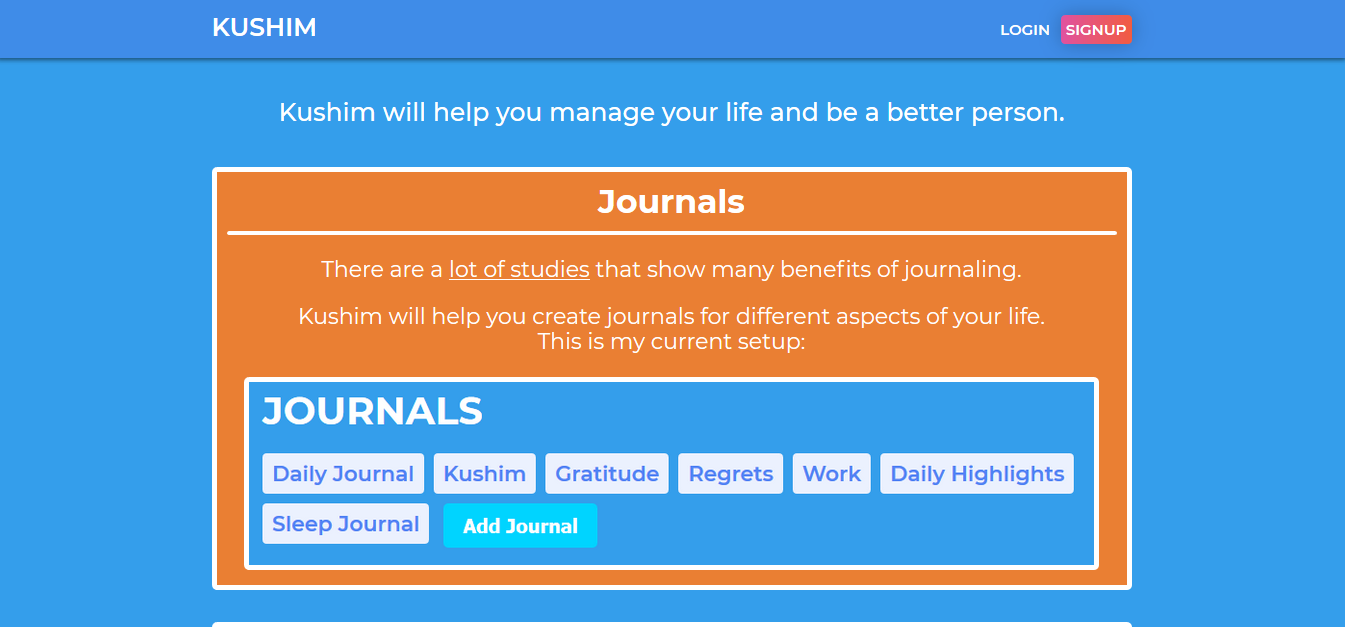 KUSHIM
LOGIN SIGNUP
Kushim will help you manage your life and be a better person.
Journals
There are a lot of studies that show many benefits of journaling.
Kushim will help you create journals for different aspects of your life.
This is my current setup:
JOURNALS
Daily Journal Kushim Gratitude Regrets Work Daily Highlights
Sleep Journal Add Journal